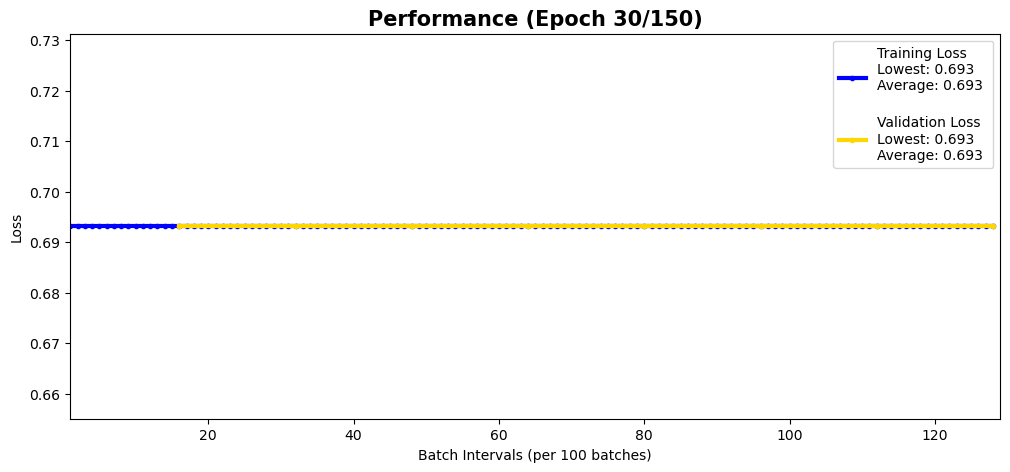 Performance (Epoch 30/150)
0.73
0.72
0.71
0.70
0.69
0.68
0.67
0.66
Loss
Training Loss
Lowest: 0.693
Average: 0.693
Validation Loss
Lowest: 0.693
Average: 0.693
20
40
60
80
100
120
Batch Intervals (per 100 batches)